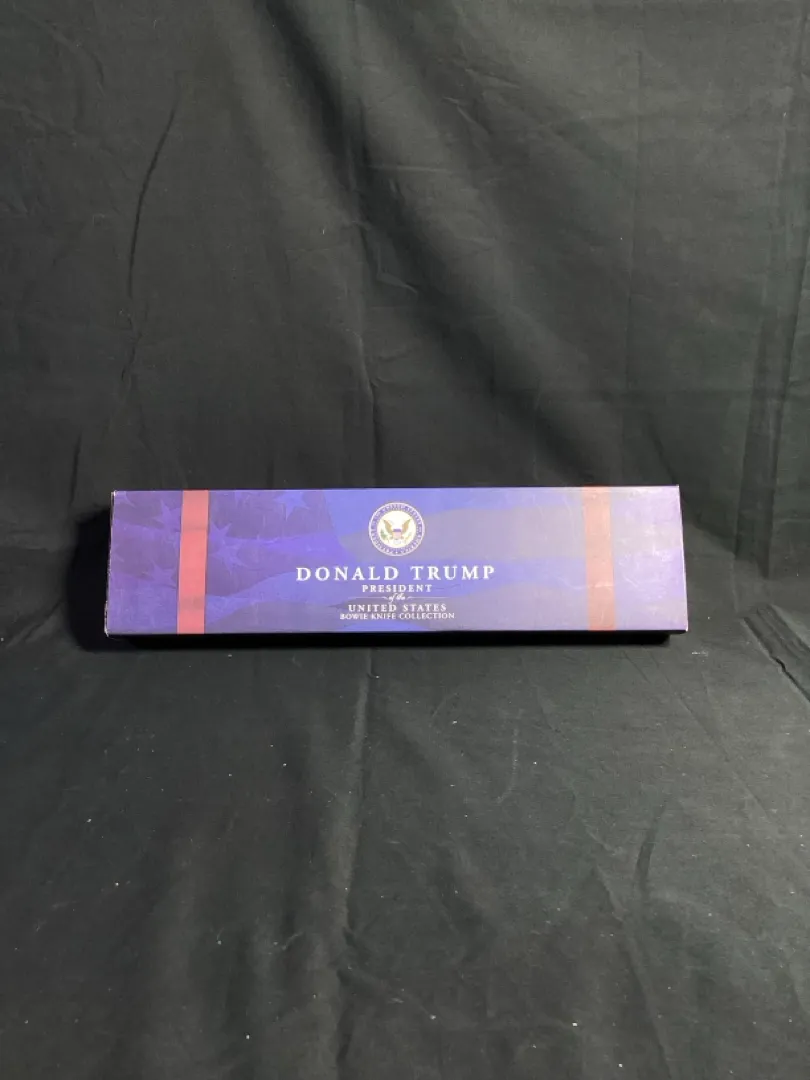 DONALD TRUMP
PRESIDENT
of the
UNITED STATES
BOWIE KNIFE COLLECTION